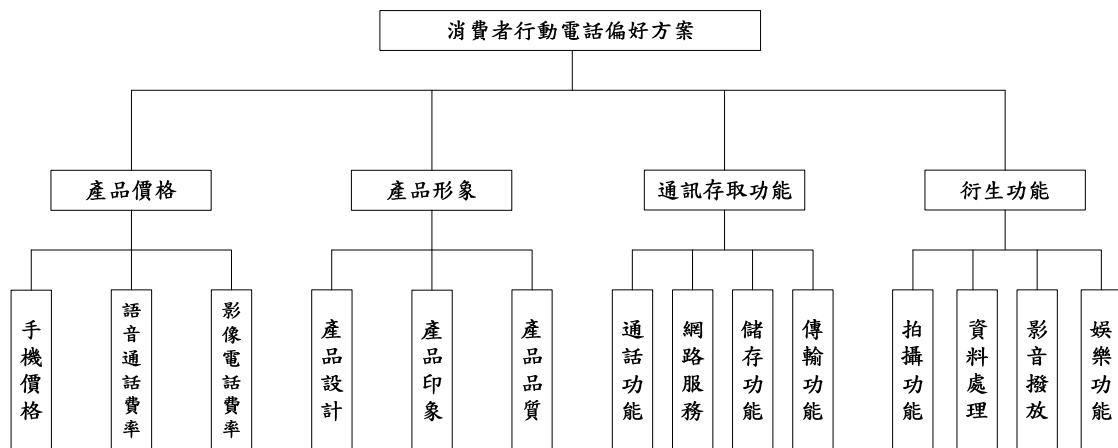 消費者行動電話偏好方案
產品價格
產品形象
通訊存取功能
衍生功能
手機價格
語音通話費率
影像電話費率
產品設計
產品印象
產品品質
通話功能
網路服務
儲存功能
傳輸功能
拍攝功能
資料處理
影音撥放
娛樂功能